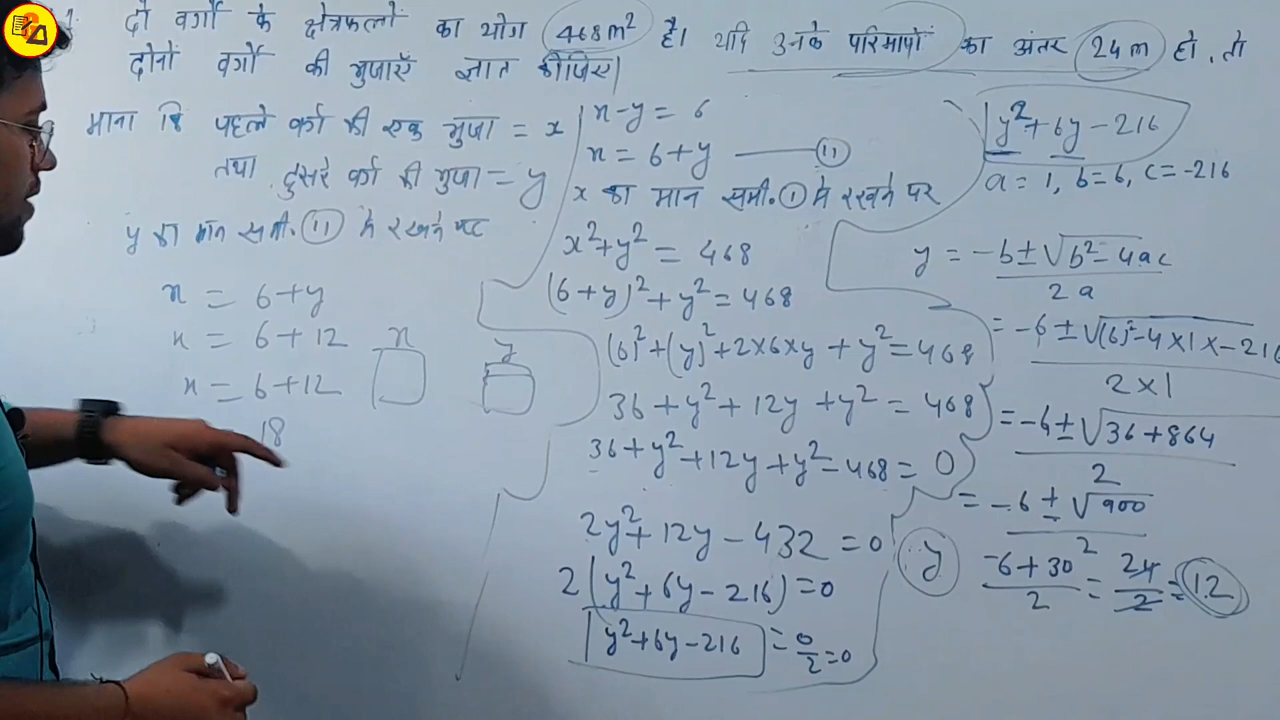 दो वर्गो के क्षेत्रफलो का योग 468m² है। यदि उनके परिमापो का अंतर 24m हो, तो
दोनो वर्गो की भुजाएँ ज्ञात कीजिए|
माना कि पहले वर्ग की एक भुजा = x
तथा दुसरे वर्ग की भुजा = y
y का मान समी. (11) मे रखने पर
x = 6+y
x = 6+12
x = 6+12
18
x
y
x-y = 6
x = 6+y —— (11)
x का मान समी. (1) मे रखने पर
x²+y² = 468
(6+y)²+y² = 468
(6)²+(y)²+2×6×y+y² = 468
36+y²+12y+y² = 468
36+y²+12y+y²-468 = 0
2y²+12y-432 = 0
2(y²+6y-216) = 0
y²+6y-216 = 0/2 = 0
y²+6y-216
a = 1, b = 6, c = -216
y = -b±√b²-4ac / 2a
= -6±√(6)²-4×1×-216 / 2×1
= -6±√36+864 / 2
= -6±√900 / 2
y -6+30 / 2 = 24/2 = 12